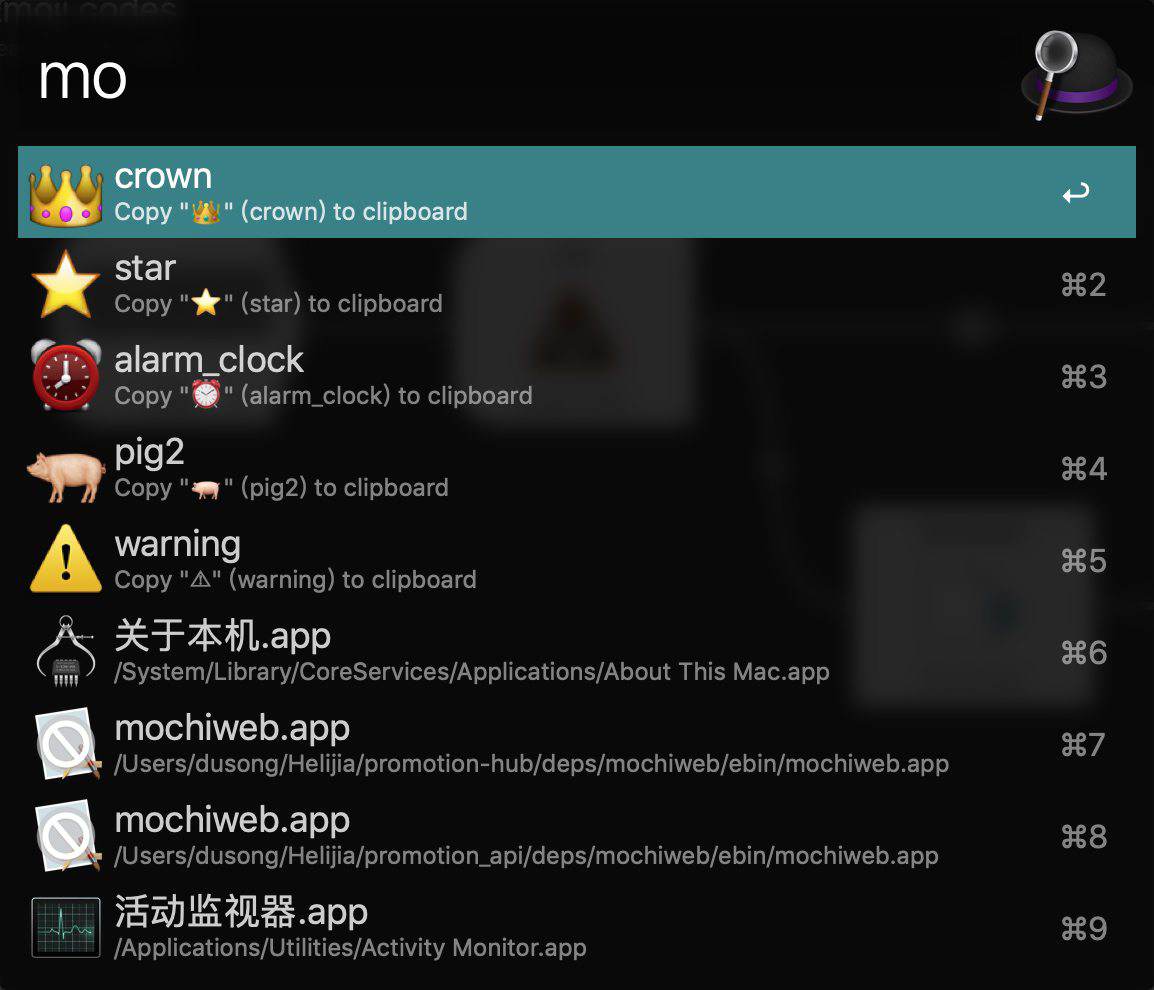 mo
crown
Copy "👑" (crown) to clipboard
star
Copy "⭐" (star) to clipboard
⌘2
alarm_clock
Copy "⏰" (alarm_clock) to clipboard
⌘3
pig2
Copy "🐖" (pig2) to clipboard
⌘4
warning
Copy "⚠" (warning) to clipboard
⌘5
关于本机.app
/System/Library/CoreServices/Applications/About This Mac.app
⌘6
mochiweb.app
/Users/dusong/Helijia/promotion-hub/deps/mochiweb/ebin/mochiweb.app
⌘7
mochiweb.app
/Users/dusong/Helijia/promotion_api/deps/mochiweb/ebin/mochiweb.app
⌘8
活动监视器.app
/Applications/Utilities/Activity Monitor.app
⌘9